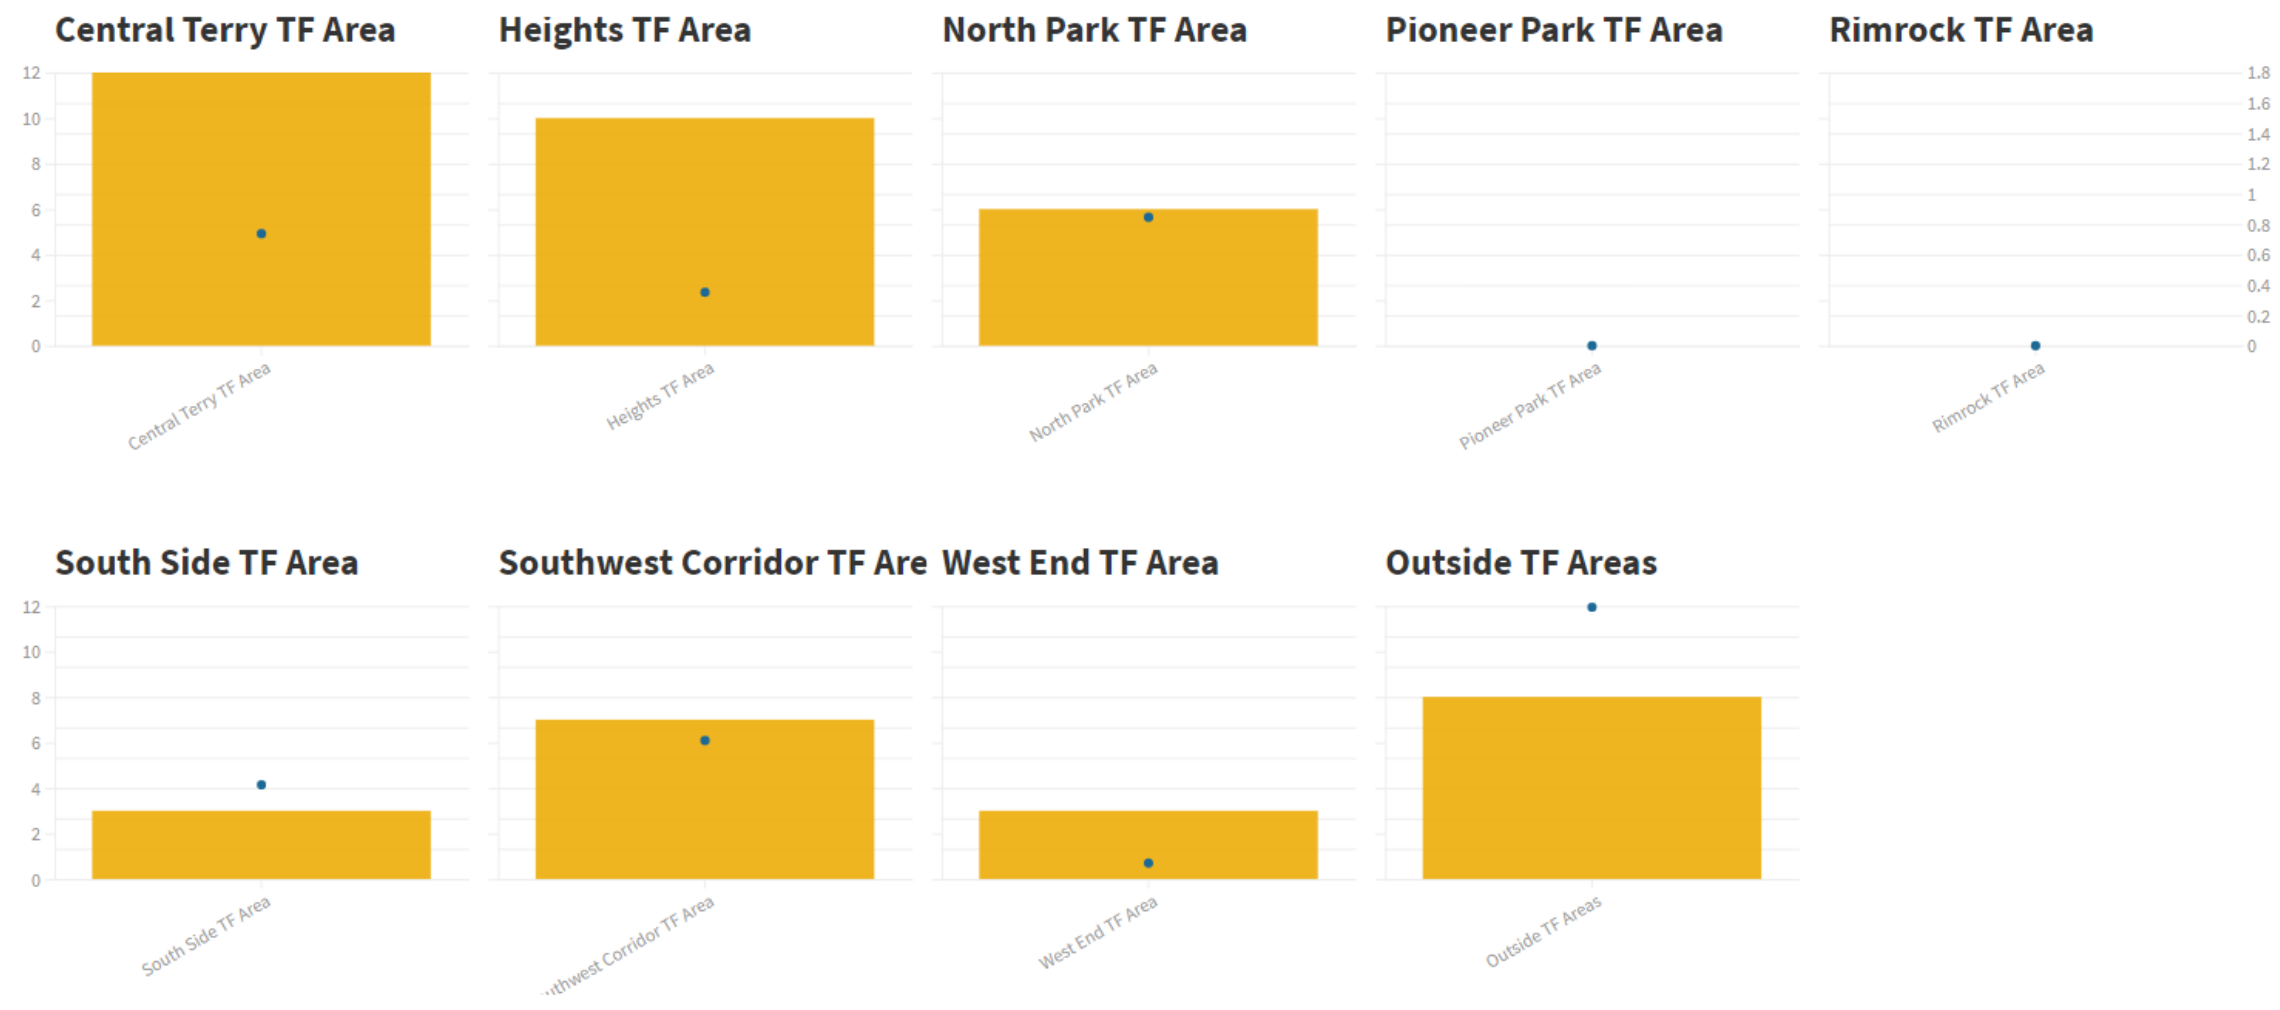 Central Terry TF Area
Heights TF Area
North Park TF Area
Pioneer Park TF Area
Rimrock TF Area
12
10
8
6
4
2
0
1.8
1.6
1.4
1.2
1
0.8
0.6
0.4
0.2
0
Central Terry TF Area
Heights TF Area
North Park TF Area
Pioneer Park TF Area
Rimrock TF Area
South Side TF Area
Southwest Corridor TF Are
West End TF Area
Outside TF Areas
12
10
8
6
4
2
0
South Side TF Area
uthwest Corridor TF Area
West End TF Area
Outside TF Areas